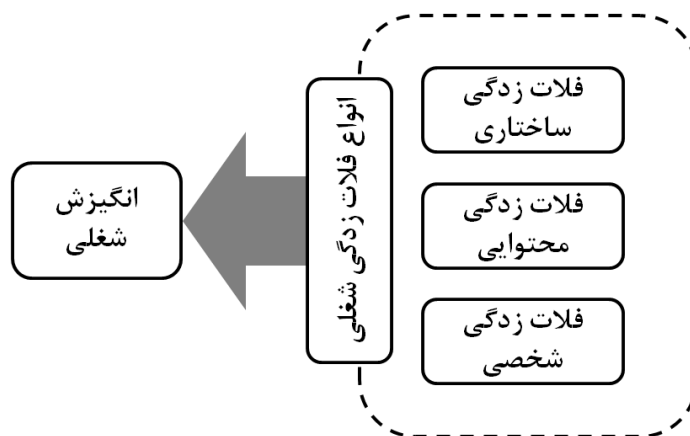 فلات زدگی
ساختاری
فلات زدگی
محتوایی
فلات زدگی
شخصی
انواع فلات زدگی شغلی
انگیزش
شغلی